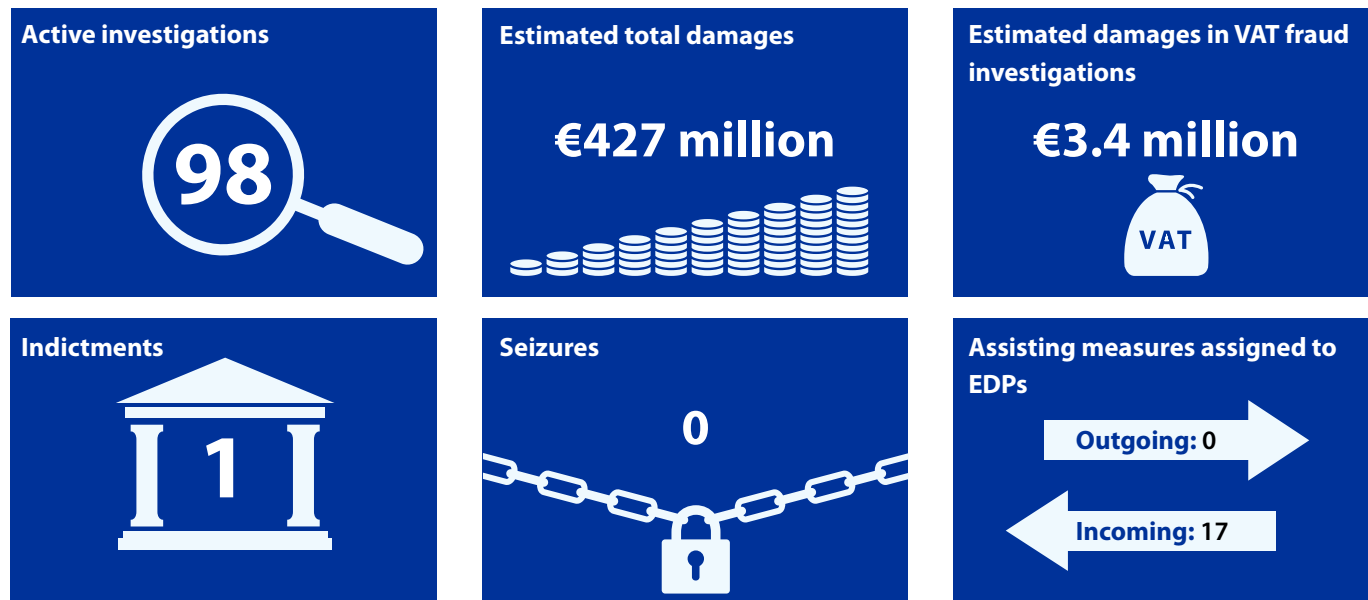 Active investigations
98
Estimated total damages
€427 million
Estimated damages in VAT fraud
investigations
€3.4 million
VAT
Indictments
1
Seizures
0
Assisting measures assigned to
EDPs
Outgoing: 0
Incoming: 17